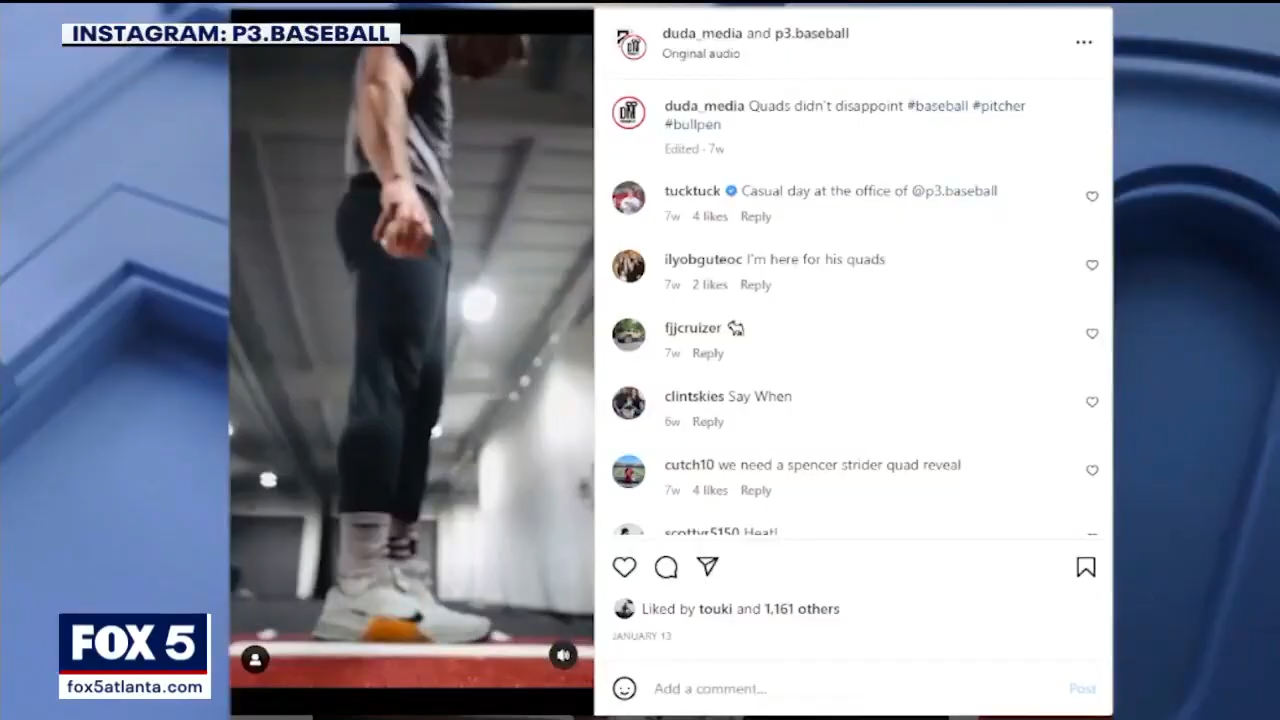 INSTAGRAM: P3.BASEBALL
duda_media and p3.baseball
Original audio
duda_media Quads didn't disappoint #baseball #pitcher
#bullpen
Edited · 7w
tucktuck Casual day at the office of @p3.baseball
7w 4 likes Reply
ilyobguteoc I'm here for his quads
7w 2 likes Reply
fjjcruizer
7w Reply
clintskies Say When
6w Reply
cutch10 we need a spencer strider quad reveal
7w 4 likes Reply
scottyr5150 Heat!
Liked by touki and 1,161 others
JANUARY 13
Add a comment...
Post
FOX 5
fox5atlanta.com